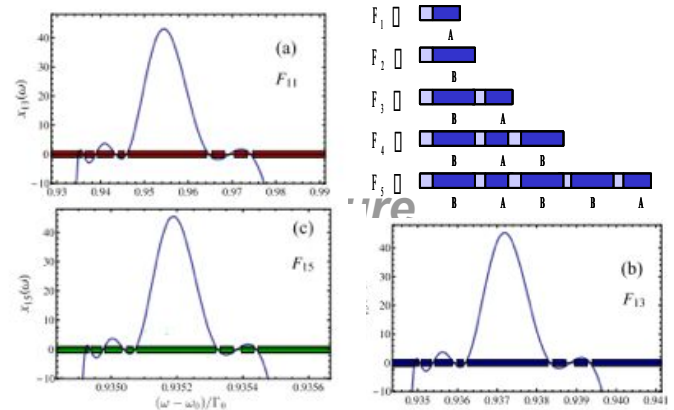 (a)
F11
x11(ω)
40
30
20
10
0
-10
0.93 0.94 0.95 0.96 0.97 0.98 0.99
F1
A
F2
B
F3
B A
F4
B A B
F5
B A B B A
ure
(c)
F15
x15(ω)
40
30
20
10
0
-10
0.9350 0.9352 0.9354 0.9356
(ω − ω0)/Γ0
(b)
F13
40
30
20
10
0
-10
0.935 0.936 0.937 0.938 0.939 0.940 0.941